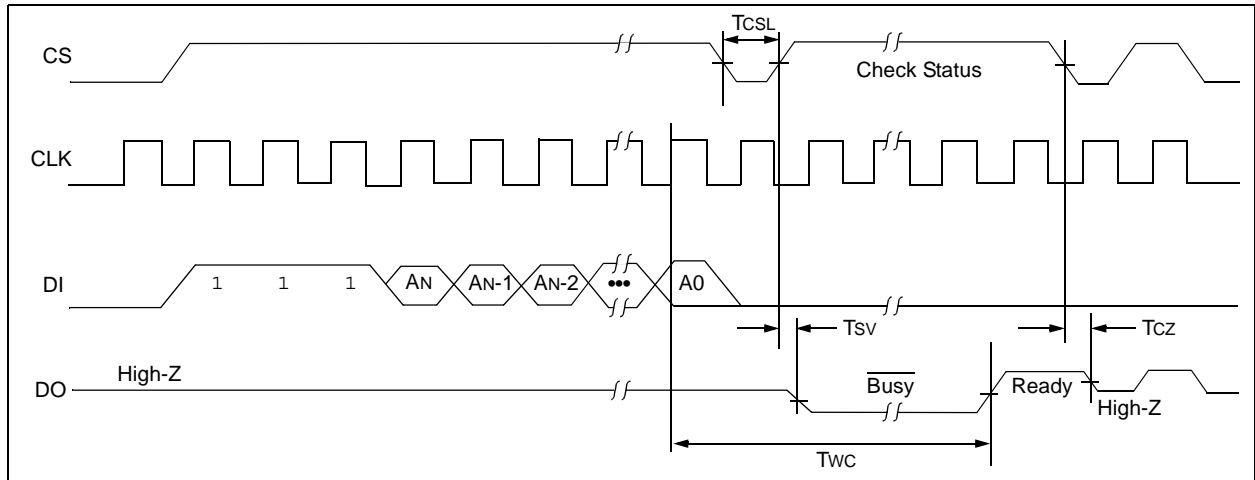 TCSL
CS
Check Status
CLK
DI
1 1 1 AN AN-1 AN-2 ••• A0
TSV
TCZ
High-Z
DO
Busy
Ready
High-Z
TWC